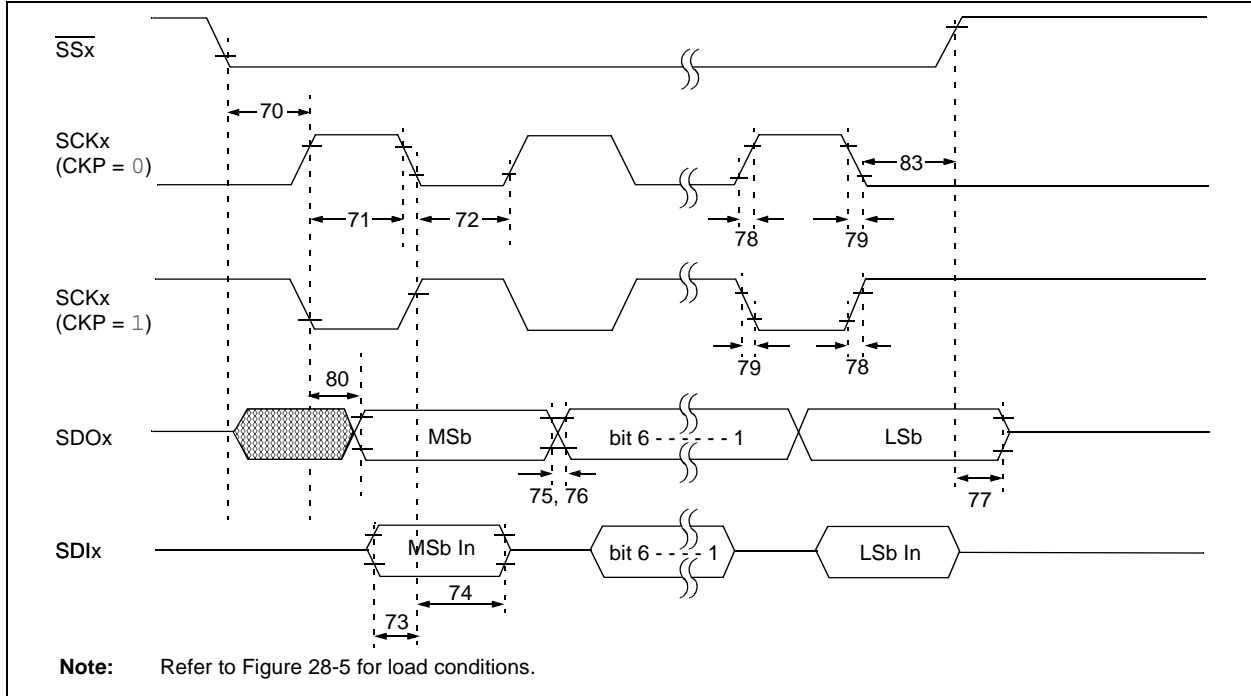 SSx
70
SCKx
(CKP = 0)
83
71
72
78
79
SCKx
(CKP = 1)
79
78
80
SDOx
MSb
bit 6 - - - - - - 1
LSb
75, 76
77
SDIx
MSb In
bit 6 - - - - 1
LSb In
74
73
Note: Refer to Figure 28-5 for load conditions.